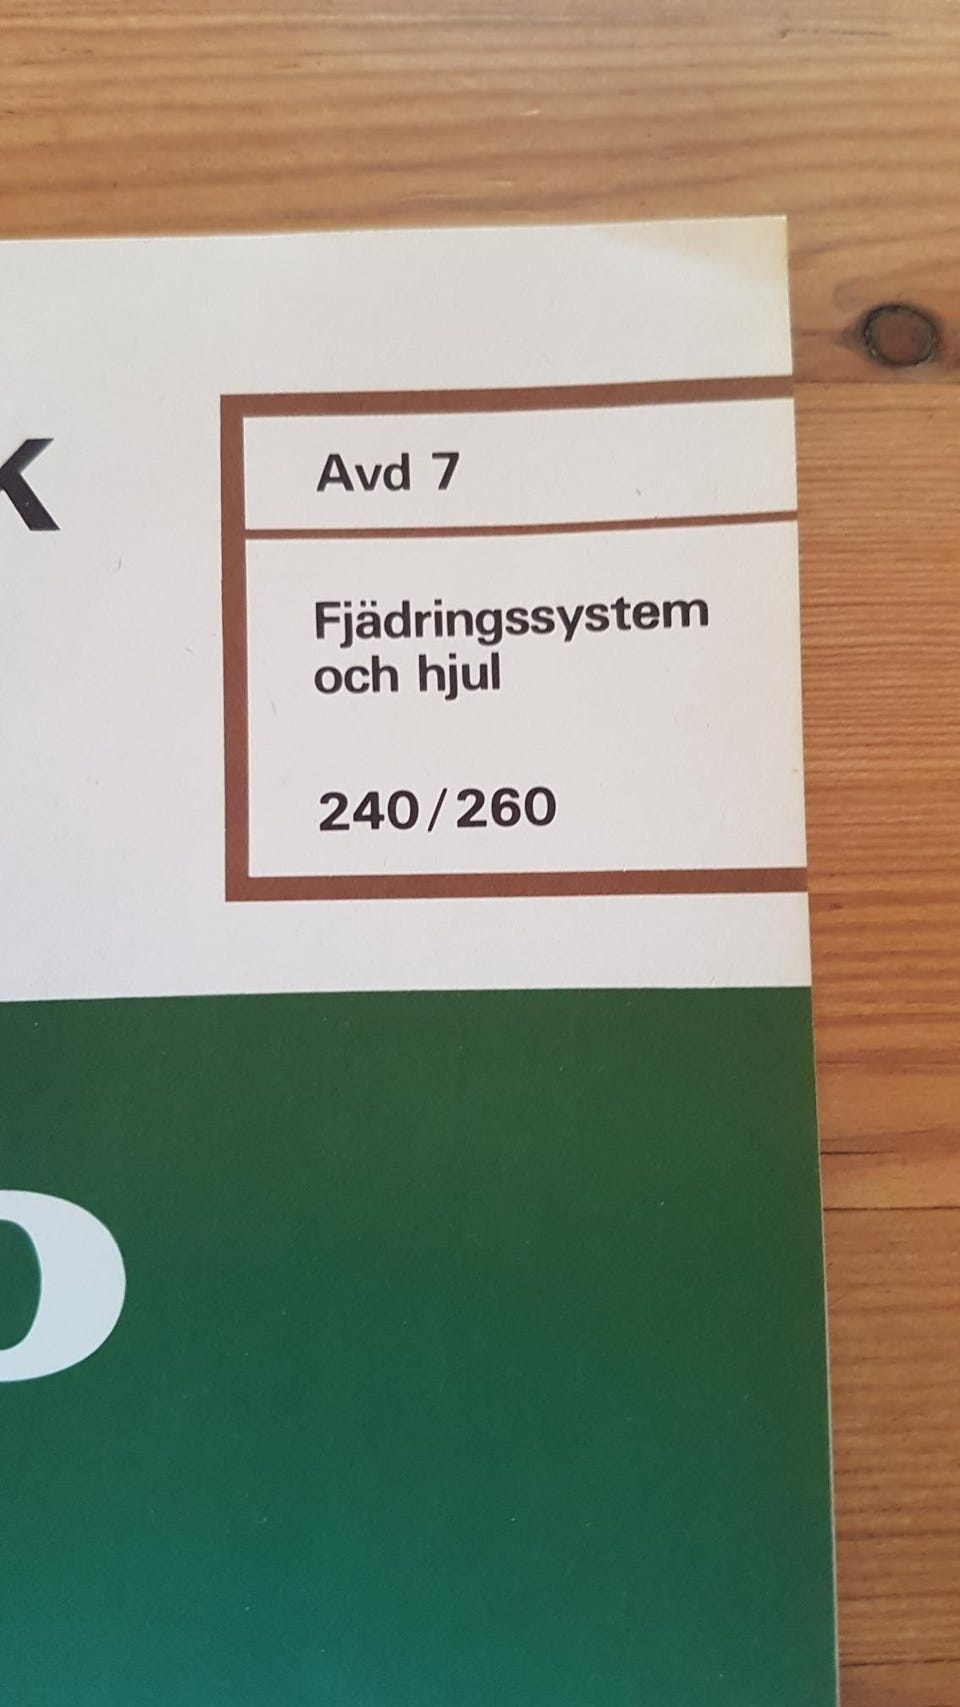 K
Avd 7
Fjädringssystem
och hjul
240/260
O